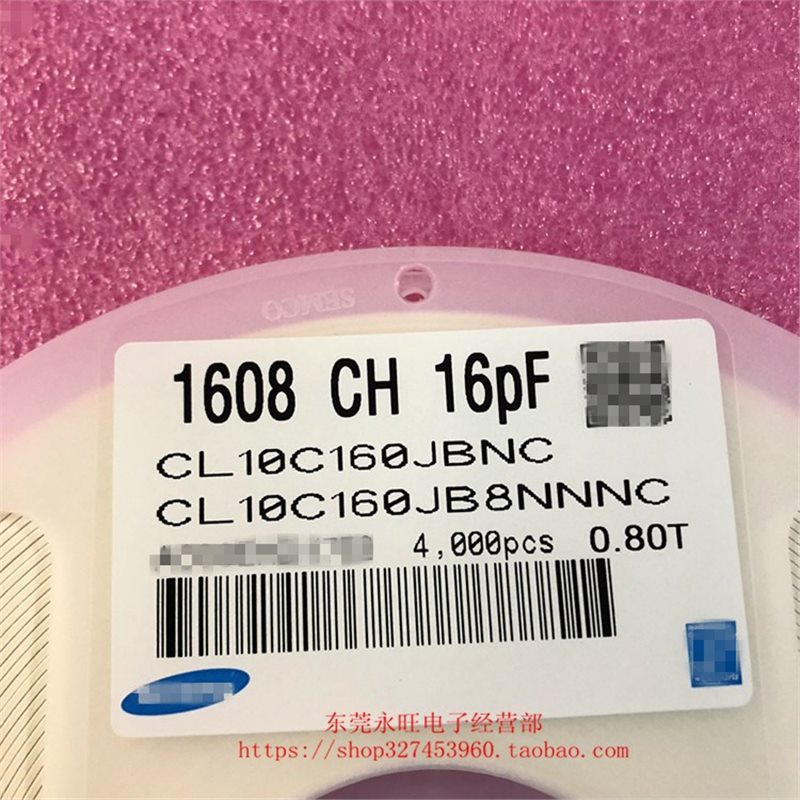 SEMCO
1608 CH 16pF
CL10C160JBNC
CL10C160JB8NNNC
4,000pcs 0.80T
东莞永旺电子经营部
https://shop327453960.taobao.com/